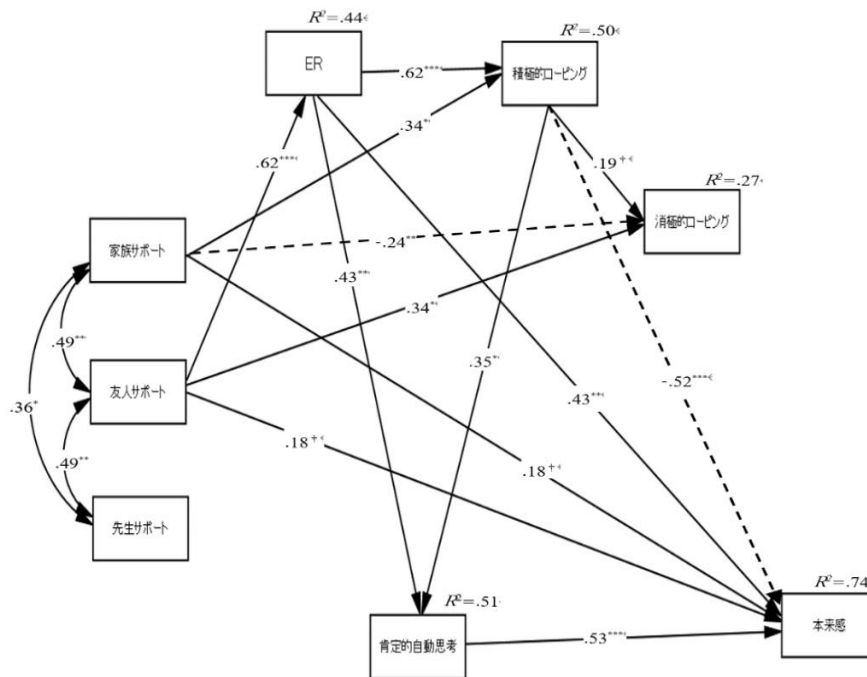 R²=.44
R²=.50
ER
.62***
積極的コーピング
.34*
.19†
.62***
R²=.27
消極的コーピング
家族サポート
-.24**
.43**
.34*
.49**
.35*
-.52***
友人サポート
.36*
.43**
.18†
.18†
.49**
先生サポート
R²=.51
R²=.74
本来感
肯定的自動思考
.53***